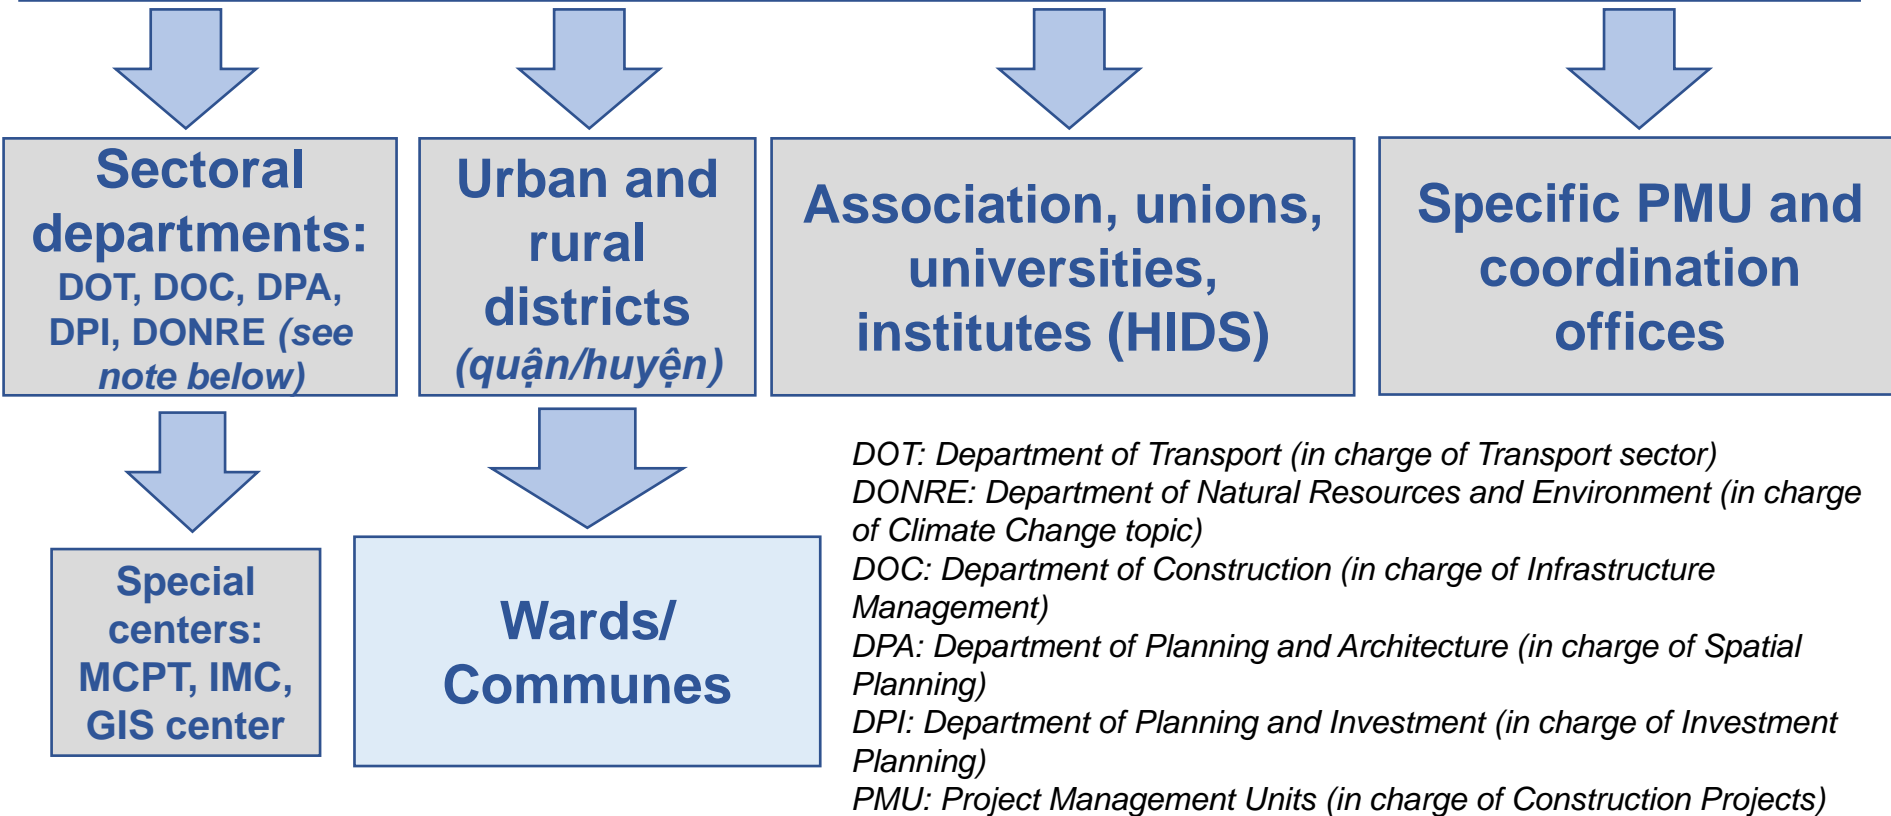 Sectoral
departments:
DOT, DOC, DPA,
DPI, DONRE (see
note below)
Urban and
rural
districts
(quận/huyện)
Association, unions,
universities,
institutes (HIDS)
Specific PMU and
coordination
offices
Special
centers:
MCPT, IMC,
GIS center
Wards/
Communes
DOT: Department of Transport (in charge of Transport sector)
DONRE: Department of Natural Resources and Environment (in charge
of Climate Change topic)
DOC: Department of Construction (in charge of Infrastructure
Management)
DPA: Department of Planning and Architecture (in charge of Spatial
Planning)
DPI: Department of Planning and Investment (in charge of Investment
Planning)
PMU: Project Management Units (in charge of Construction Projects)